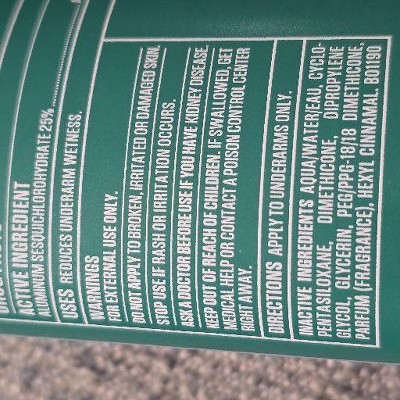 ACTIVE INGREDIENT
ALUMINUM SESQUICHLOROHYDRATE 25%
USES REDUCES UNDERARM WETNESS.
WARNINGS
FOR EXTERNAL USE ONLY.
DO NOT APPLY TO BROKEN, IRRITATED OR DAMAGED SKIN.
STOP USE IF RASH OR IRRITATION OCCURS.
ASK A DOCTOR BEFORE USE IF YOU HAVE KIDNEY DISEASE.
KEEP OUT OF REACH OF CHILDREN. IF SWALLOWED, GET
MEDICAL HELP OR CONTACT A POISON CONTROL CENTER
RIGHT AWAY.
DIRECTIONS APPLY TO UNDERARMS ONLY.
INACTIVE INGREDIENTS AQUA/WATER/EAU, CYCLO-
PENTASILOXANE, DIMETHICONE, DIPROPYLENE
GLYCOL, GLYCERIN, PEG/PPG-18/18 DIMETHICONE,
PARFUM (FRAGRANCE), HEXYL CINNAMAL. B01190